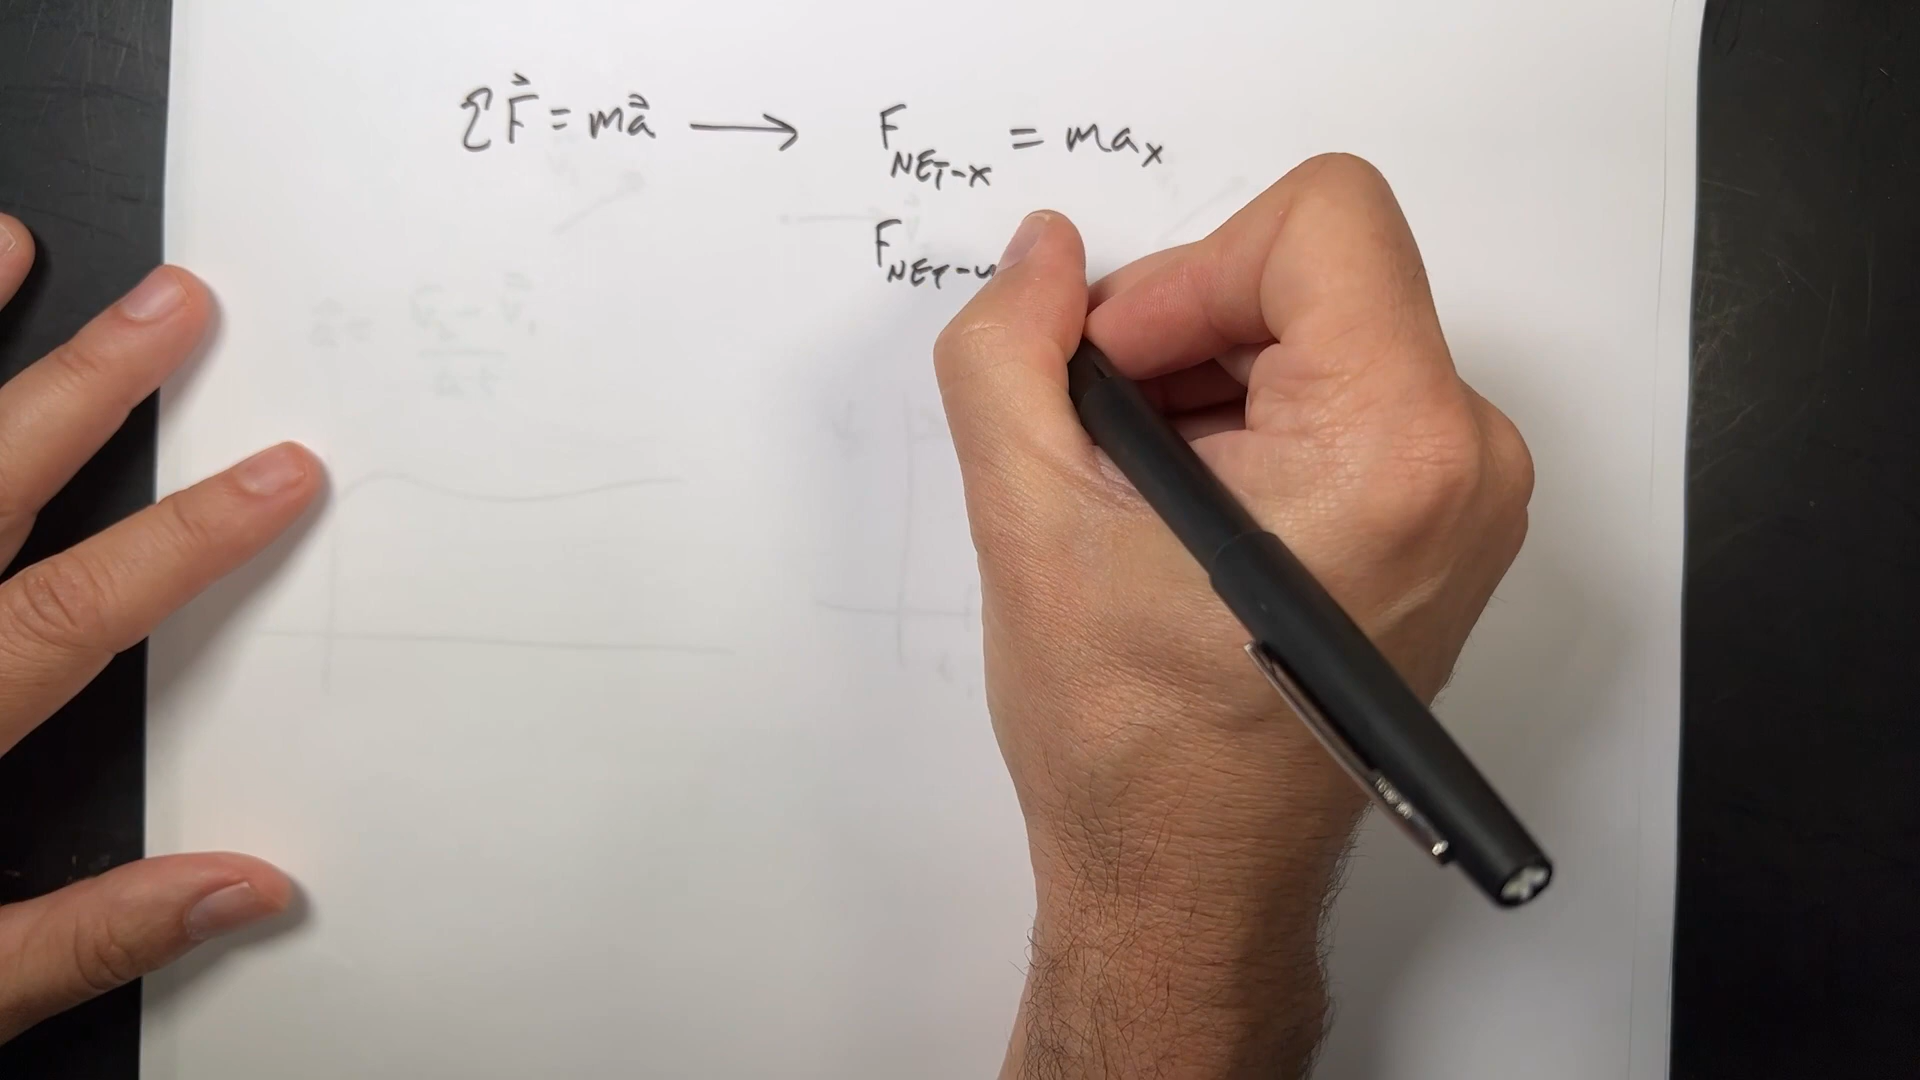 ΣF⃗ = ma⃗ → F_NET-x = ma_x
F_NET-